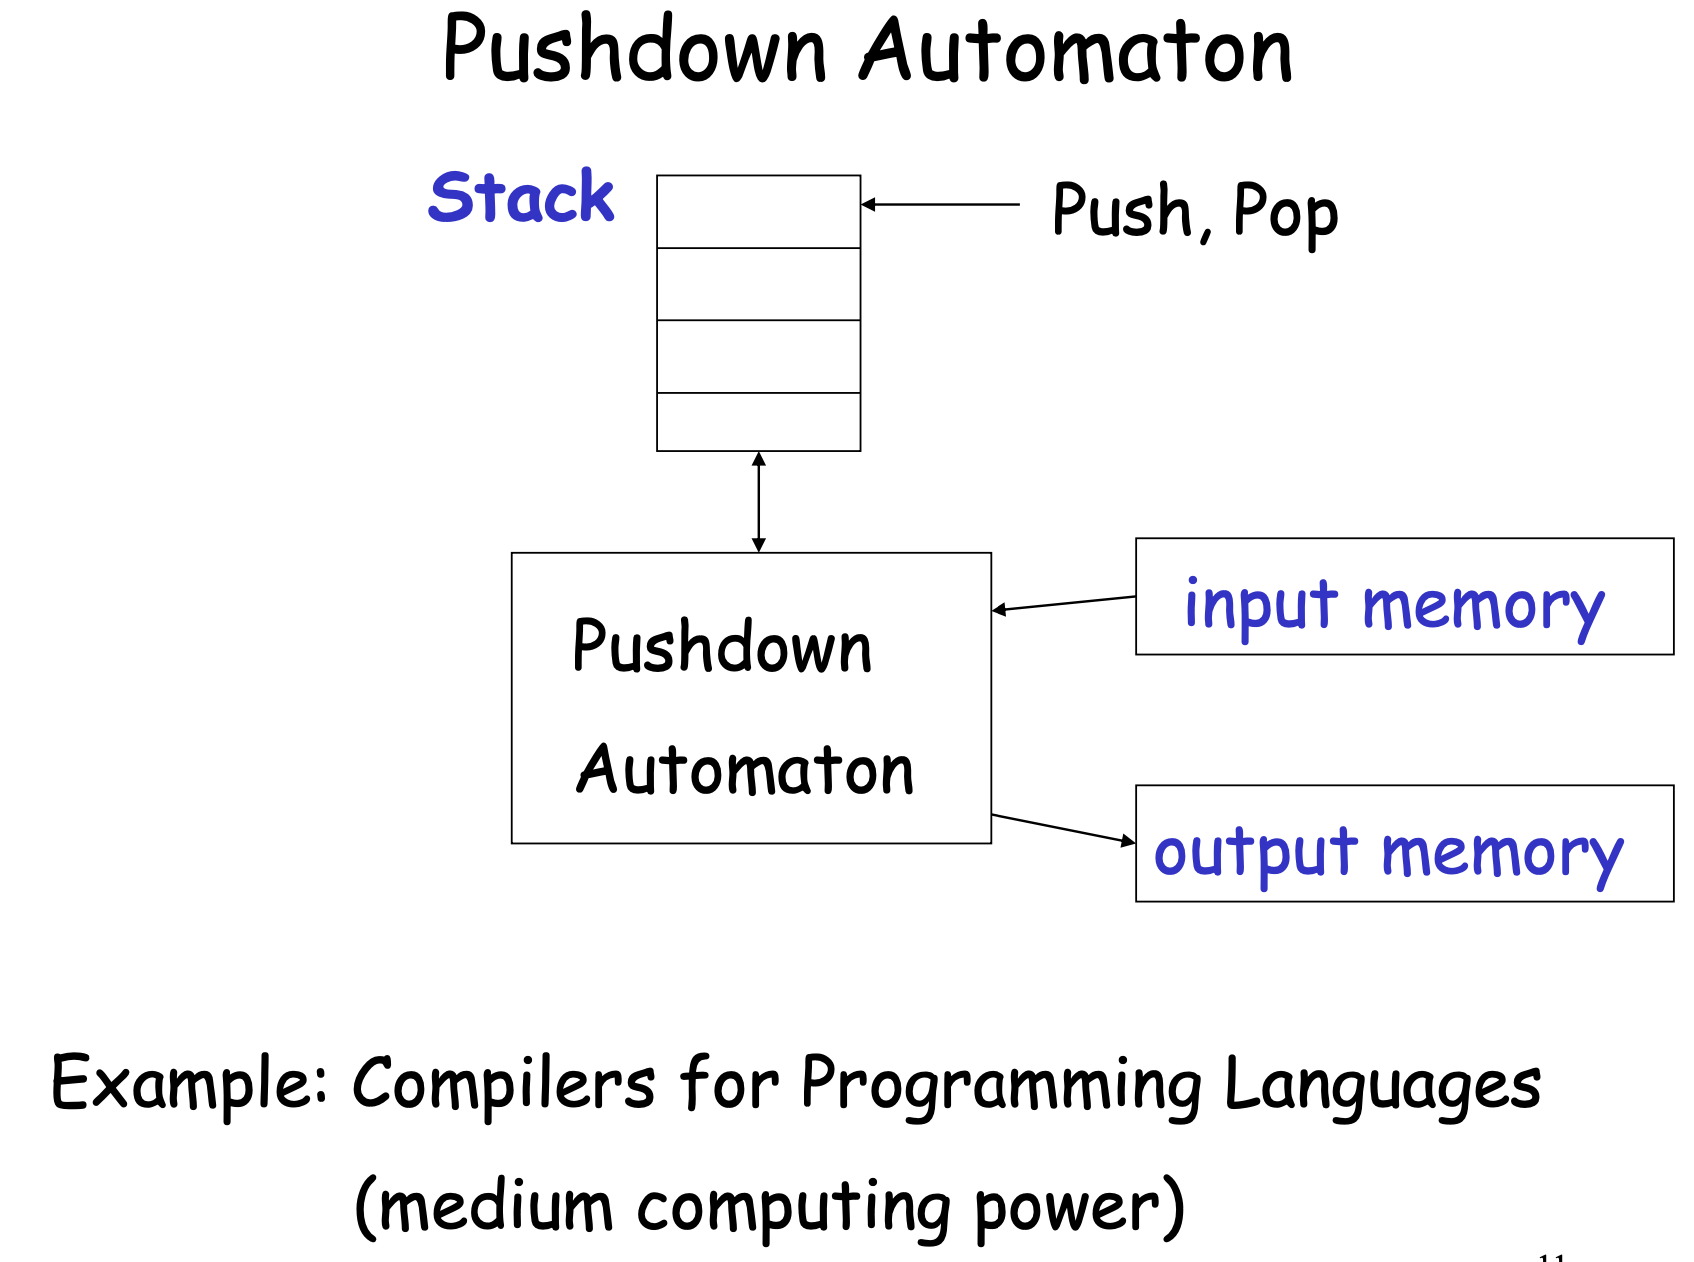 Pushdown Automaton
Stack
Push, Pop
Pushdown
Automaton
input memory
output memory
Example: Compilers for Programming Languages
(medium computing power)
11